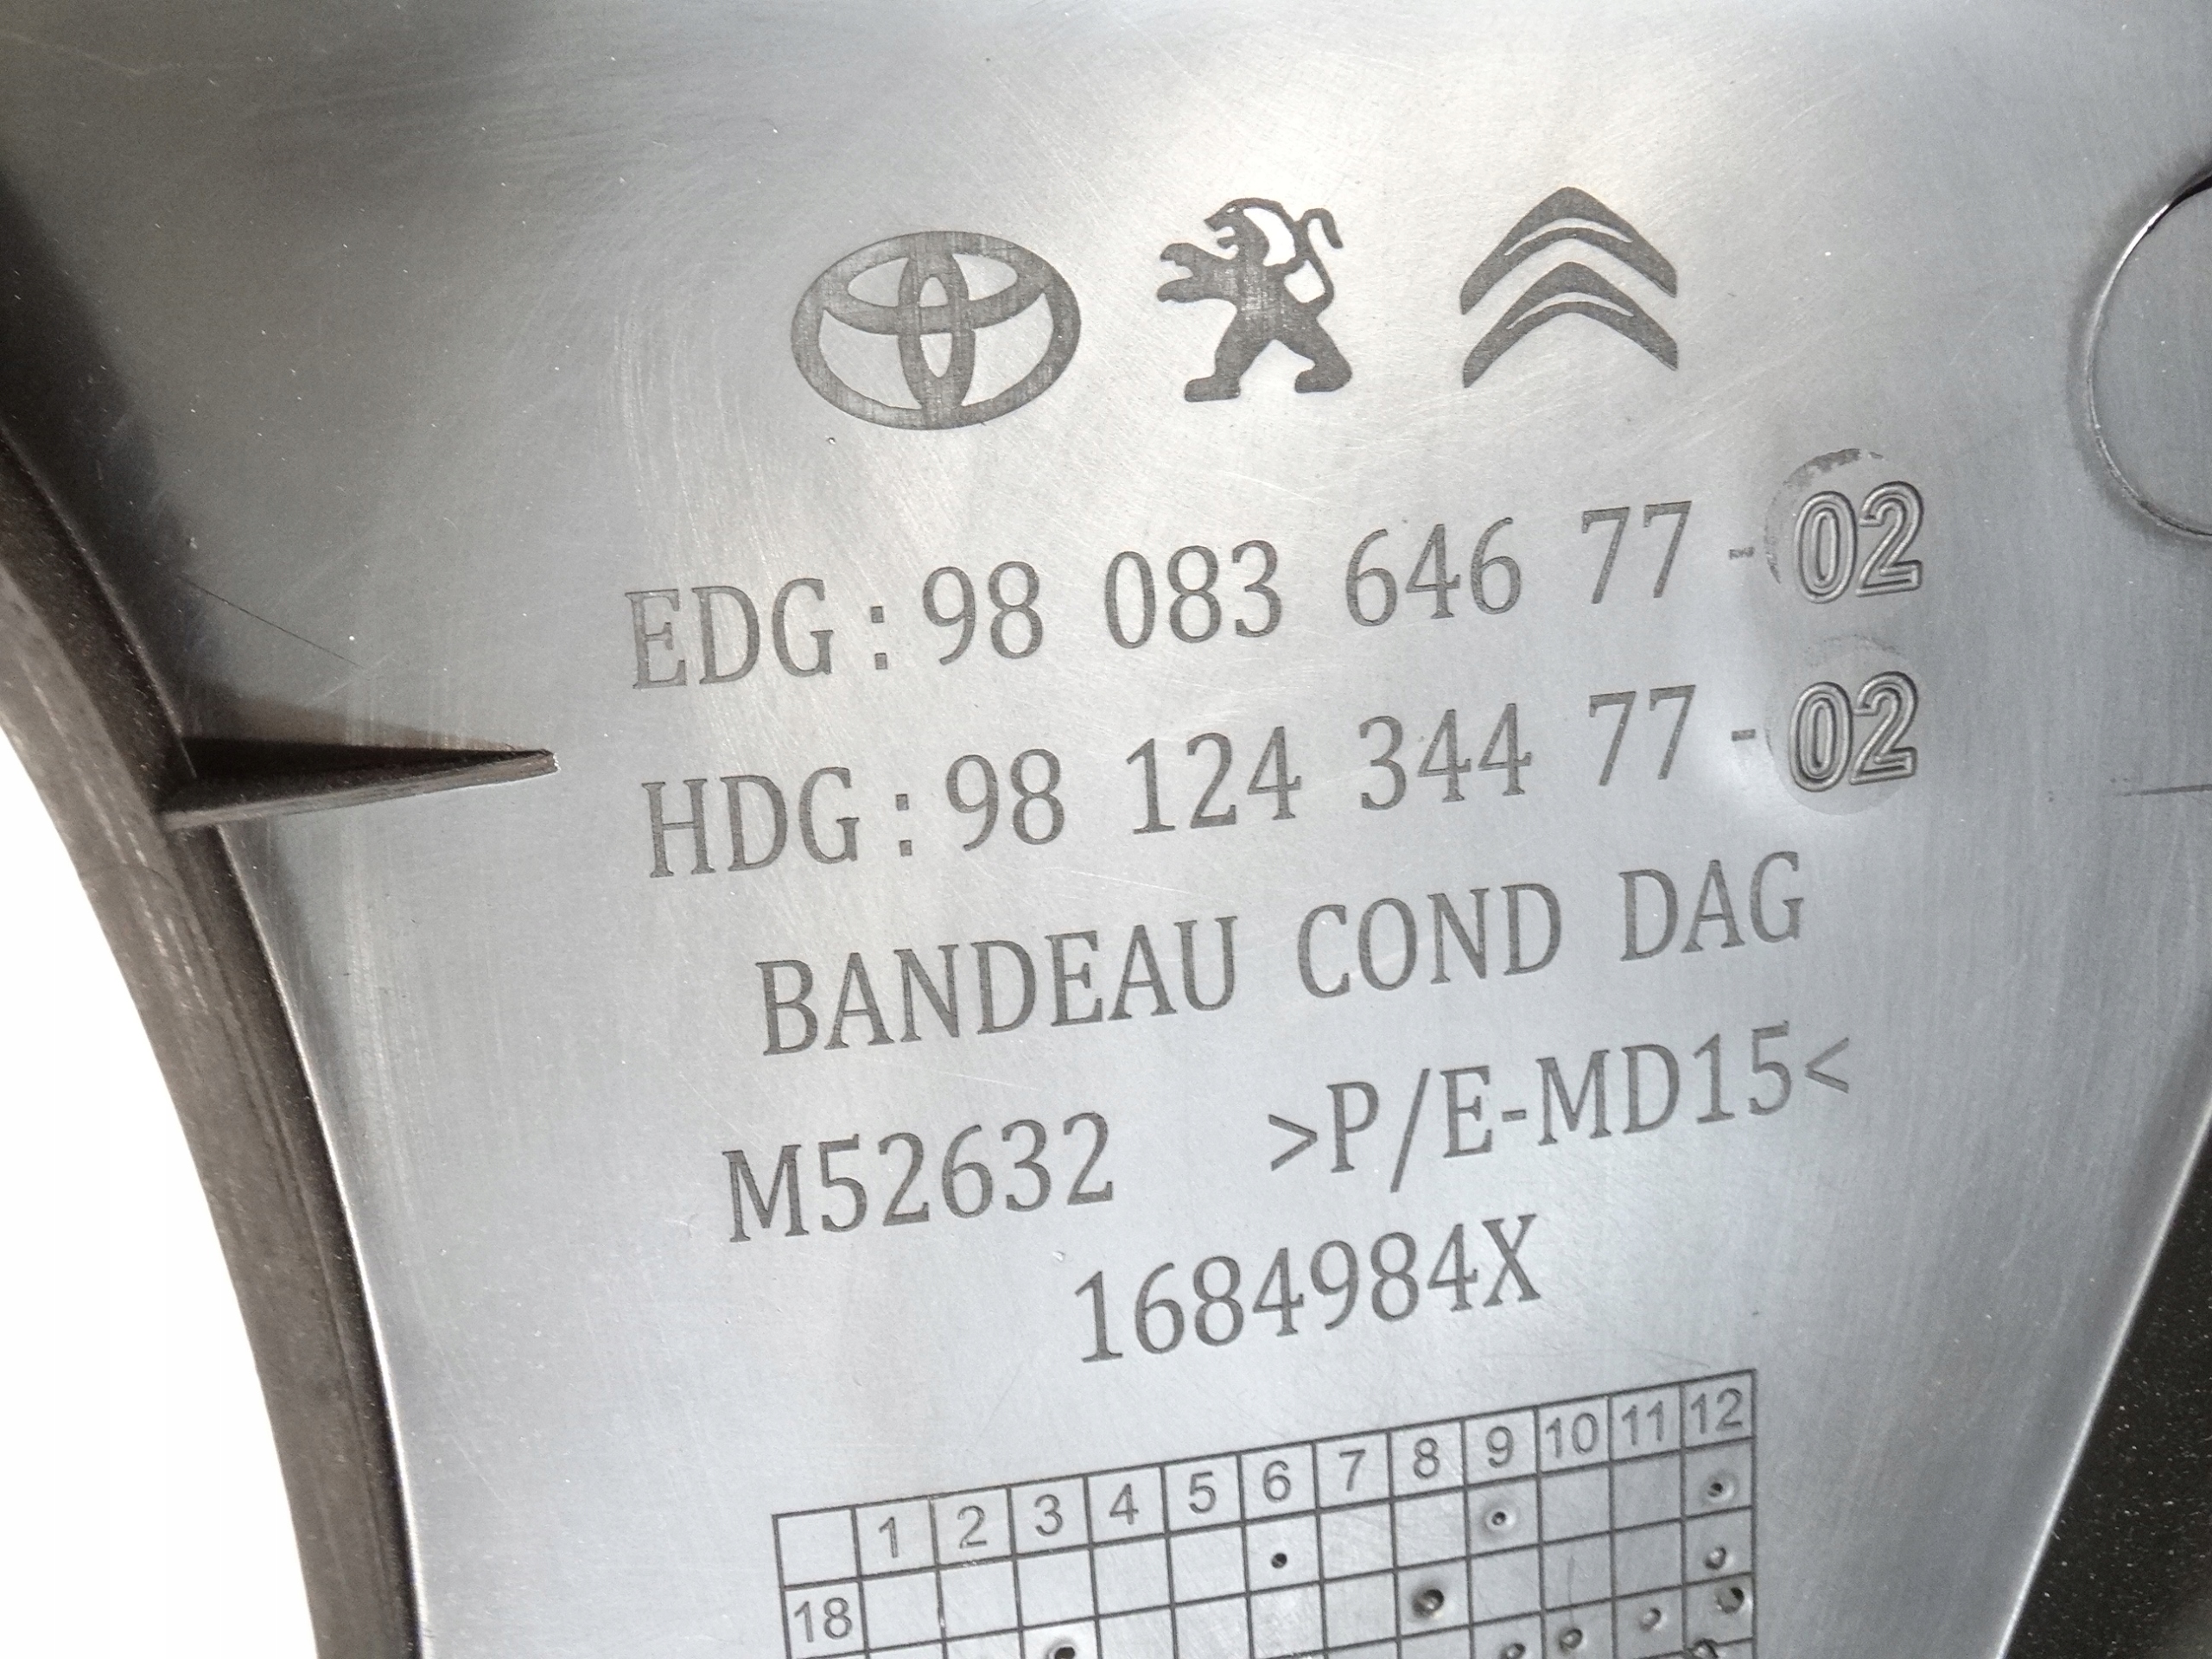 EDG : 98 083 646 77 - 02
HDG : 98 124 344 77 - 02
BANDEAU COND DAG
M52632 >P/E-MD15<
1684984X
1 2 3 4 5 6 7 8 9 10 11 12
18